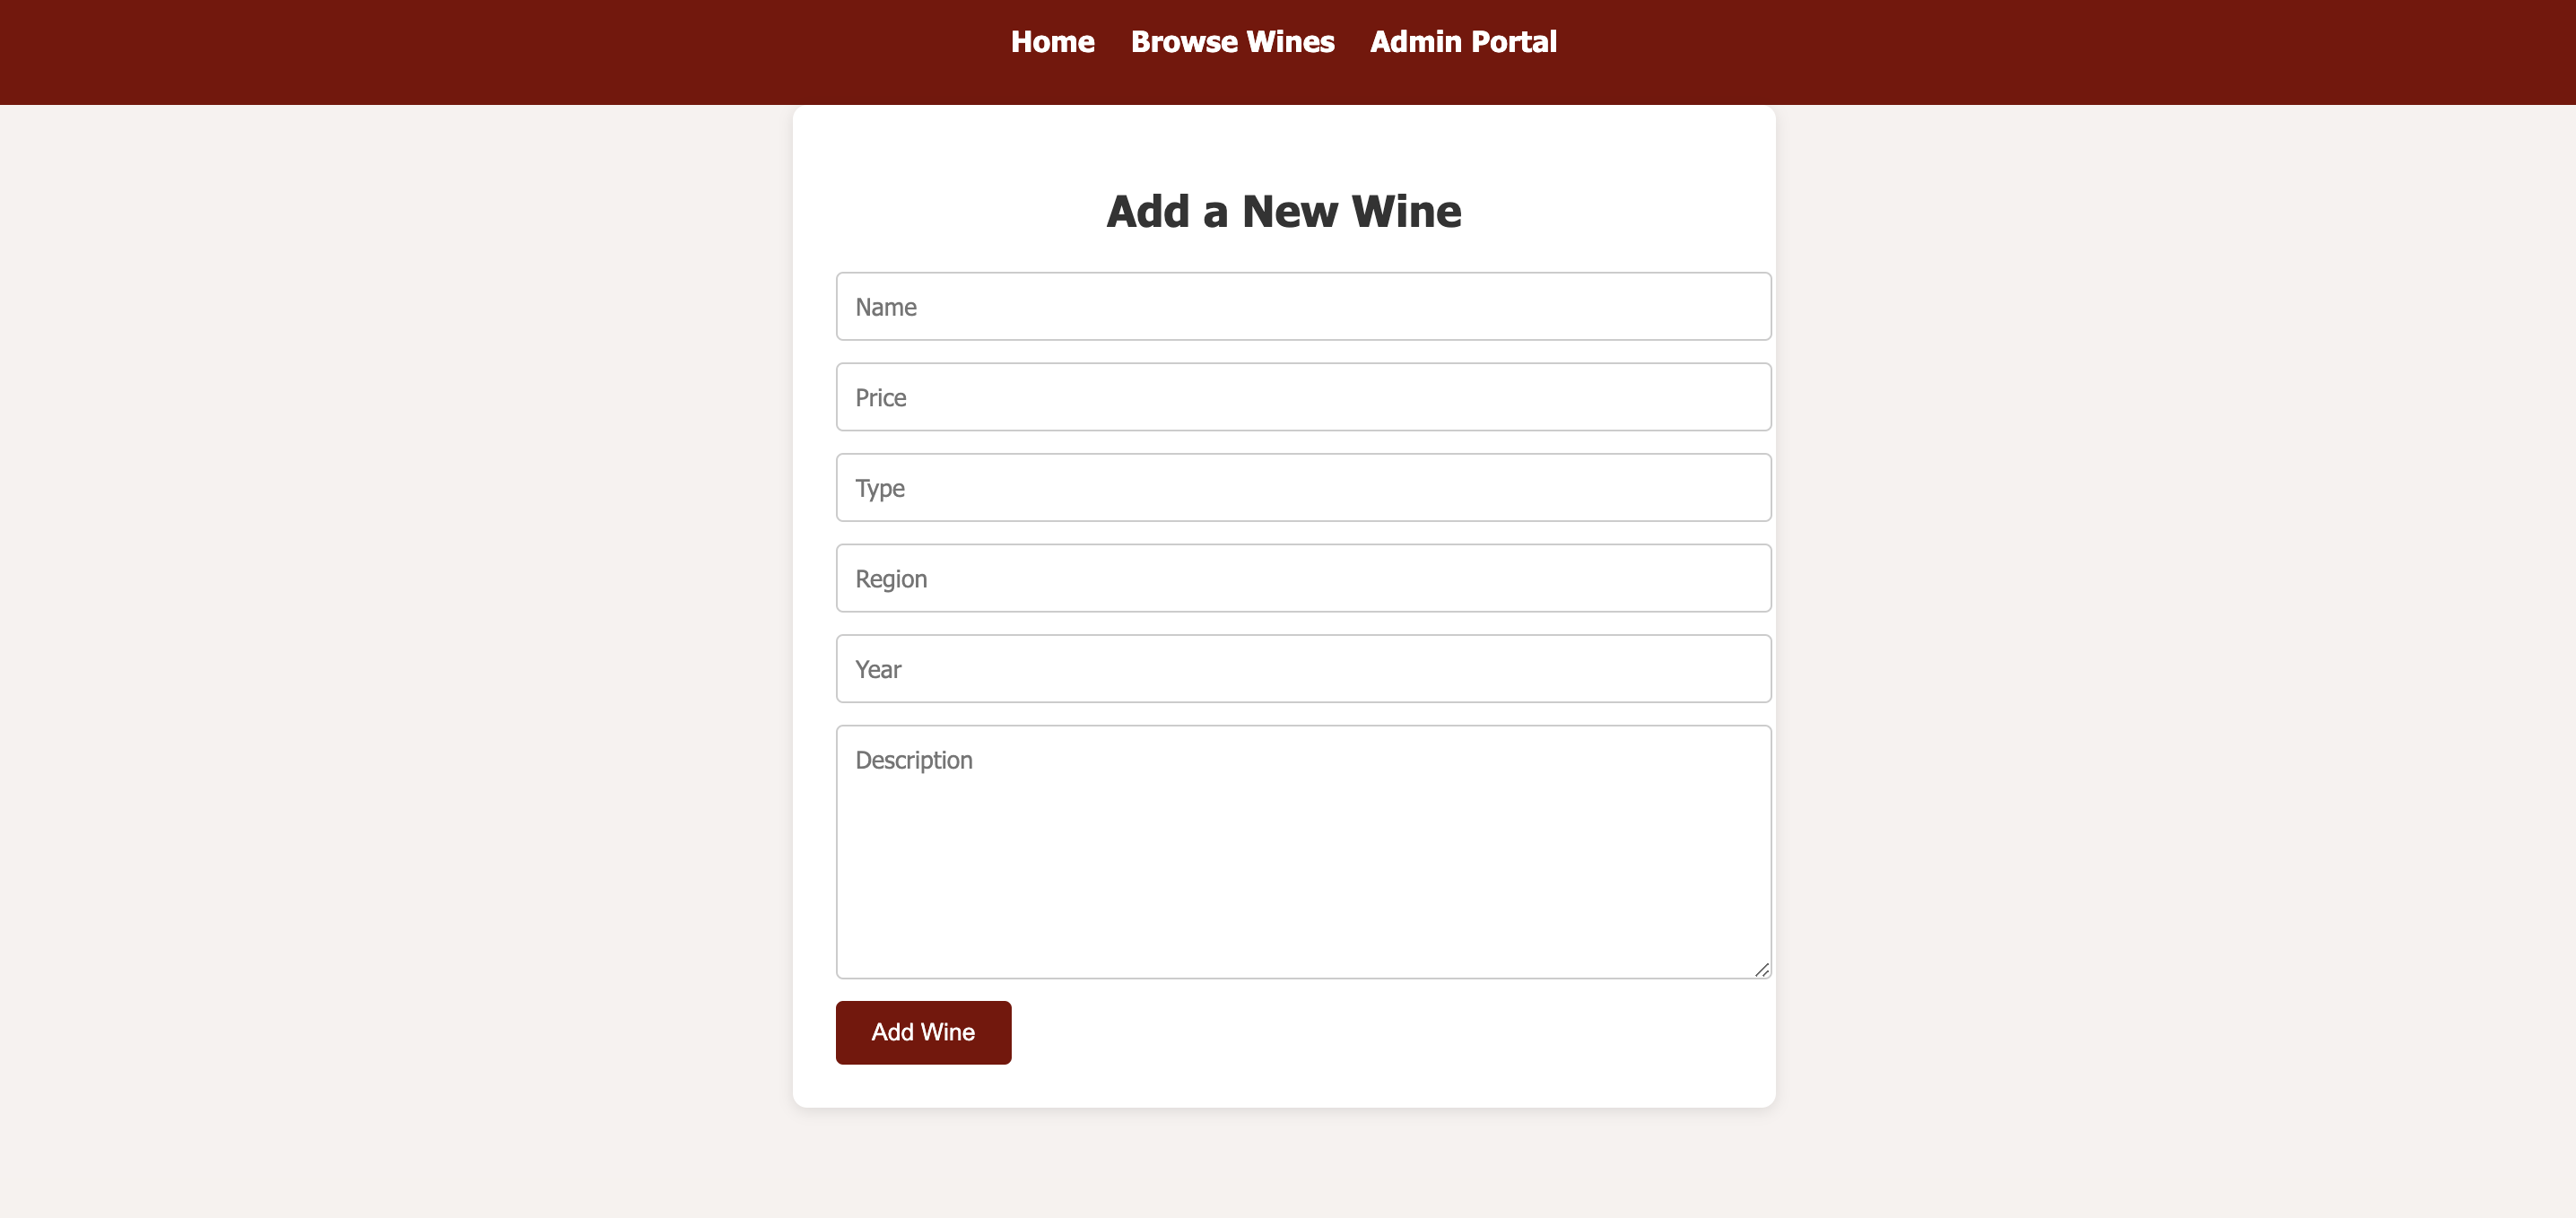 Home Browse Wines Admin Portal
Add a New Wine
Name
Price
Type
Region
Year
Description
Add Wine